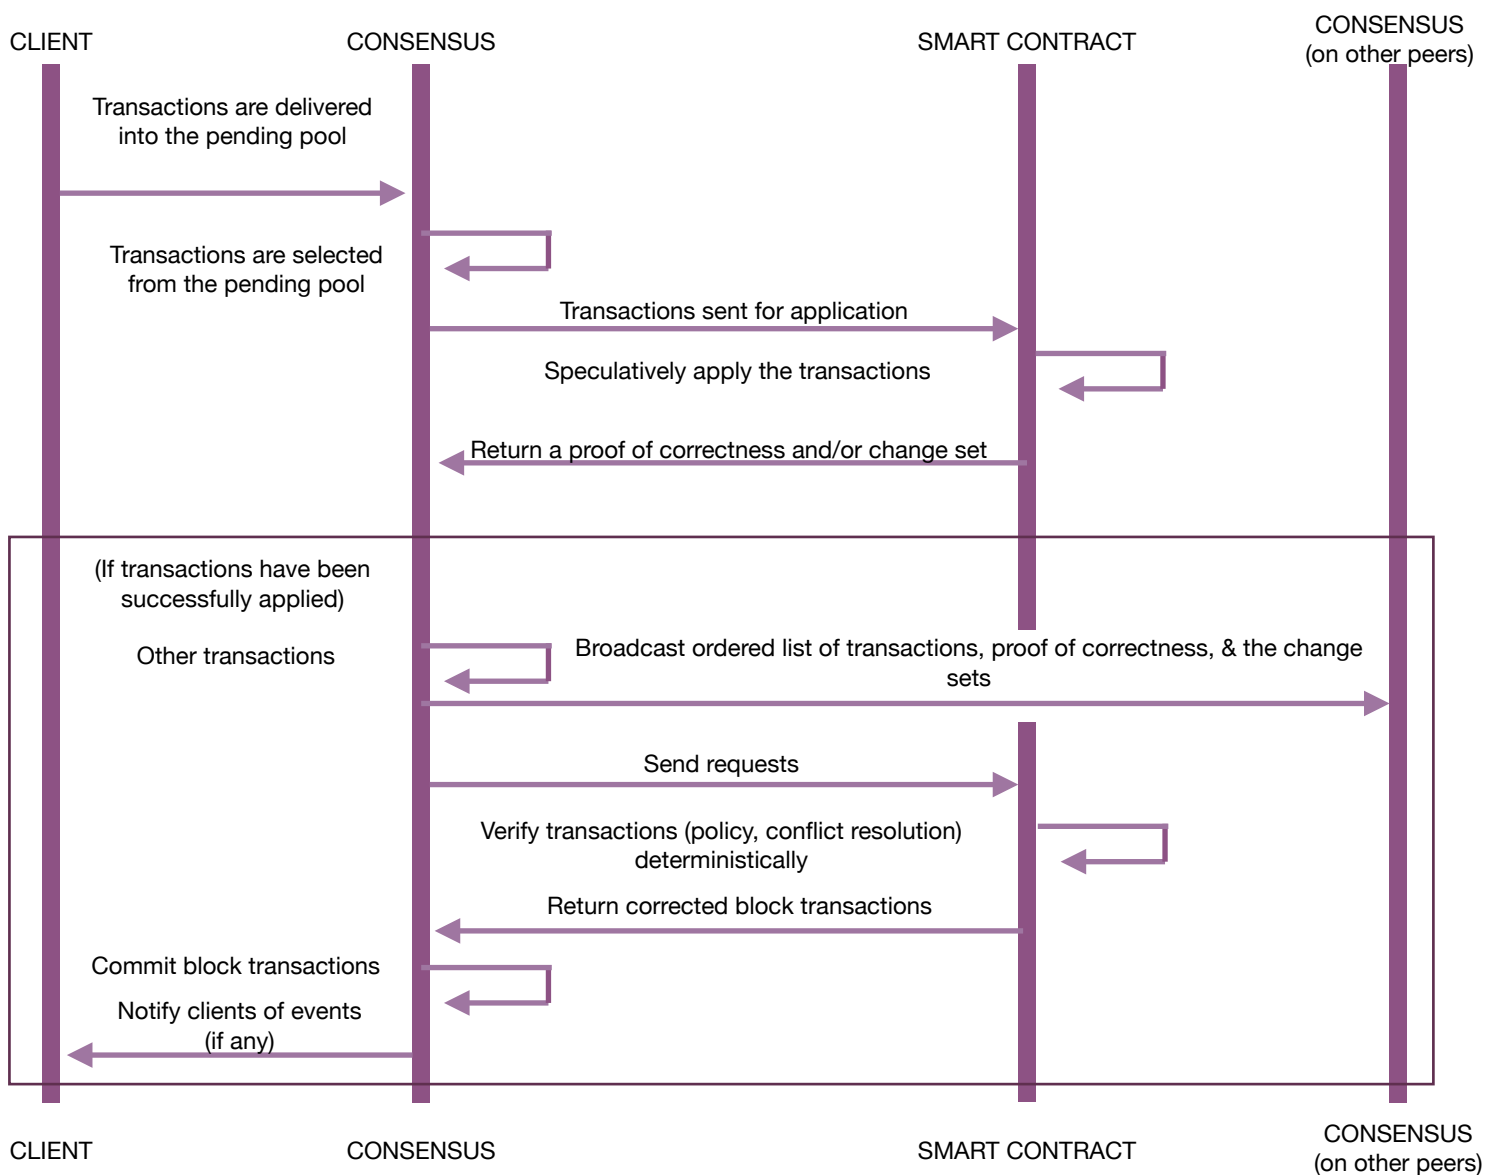 CLIENT
CONSENSUS
SMART CONTRACT
CONSENSUS
(on other peers)
Transactions are delivered
into the pending pool
Transactions are selected
from the pending pool
Transactions sent for application
Speculatively apply the transactions
Return a proof of correctness and/or change set
(If transactions have been
successfully applied)
Other transactions
Broadcast ordered list of transactions, proof of correctness, & the change
sets
Send requests
Verify transactions (policy, conflict resolution)
deterministically
Return corrected block transactions
Commit block transactions
Notify clients of events
(if any)
CLIENT
CONSENSUS
SMART CONTRACT
CONSENSUS
(on other peers)